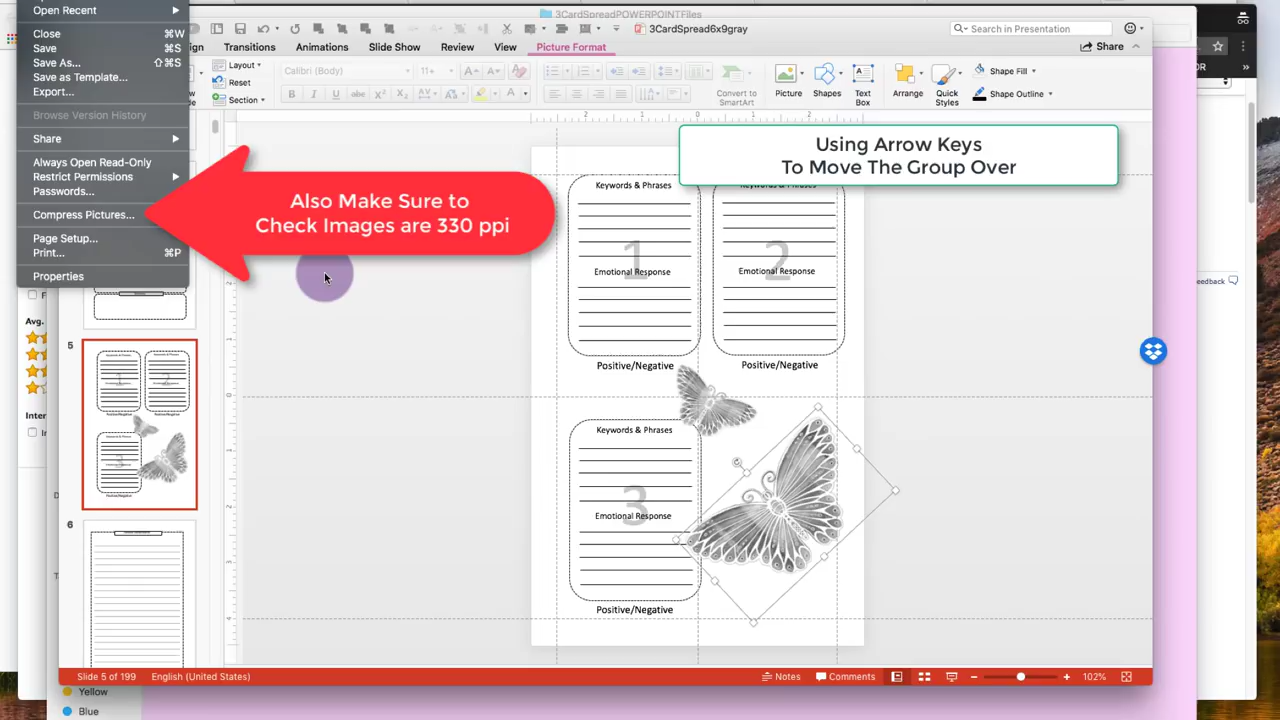 Open Recent
Close ⌘W
Save ⌘S
Save As... ⇧⌘S
Save as Template...
Export...
Browse Version History
Share
Always Open Read-Only
Restrict Permissions
Passwords...
Compress Pictures...
Page Setup...
Print... ⌘P
Properties
3CardSpreadPOWERPOINTFiles
3CardSpread6x9gray
Search in Presentation
Transitions
Animations
Slide Show
Review
View
Picture Format
Share
Layout
Reset
Section
Calibri (Body)
11
Convert to
SmartArt
Picture
Shapes
Text
Box
Arrange
Quick
Styles
Shape Fill
Shape Outline
Using Arrow Keys
To Move The Group Over
Also Make Sure to
Check Images are 330 ppi
Keywords & Phrases
1
Emotional Response
Positive/Negative
2
Emotional Response
Positive/Negative
Keywords & Phrases
3
Emotional Response
Positive/Negative
Avg.
5
6
Yellow
Blue
eedback
OR
Slide 5 of 199
English (United States)
Notes
Comments
102%